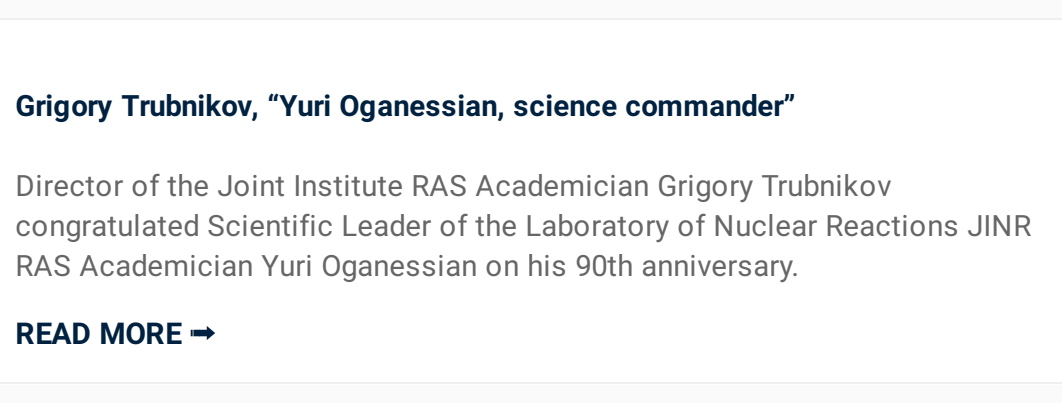 Grigory Trubnikov, “Yuri Oganessian, science commander”
Director of the Joint Institute RAS Academician Grigory Trubnikov
congratulated Scientific Leader of the Laboratory of Nuclear Reactions JINR
RAS Academician Yuri Oganessian on his 90th anniversary.
READ MORE ➡